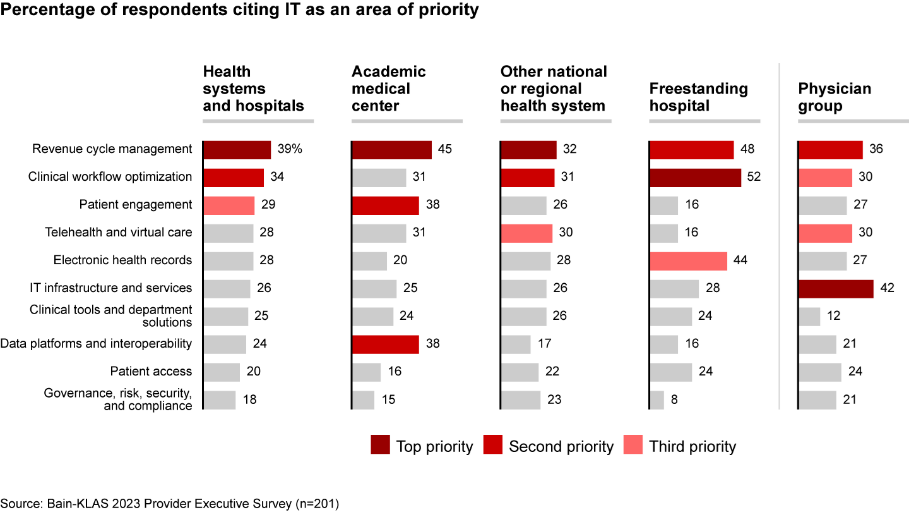 Percentage of respondents citing IT as an area of priority
Health
systems
and hospitals
Academic
medical
center
Other national
or regional
health system
Freestanding
hospital
Physician
group
Revenue cycle management 39% 45 32 48 36
Clinical workflow optimization 34 31 31 52 30
Patient engagement 29 38 26 16 27
Telehealth and virtual care 28 31 30 16 30
Electronic health records 28 20 28 44 27
IT infrastructure and services 26 25 26 28 42
Clinical tools and department
solutions 25 24 26 24 12
Data platforms and interoperability 24 38 17 16 21
Patient access 20 16 22 24 24
Governance, risk, security,
and compliance 18 15 23 8 21
Top priority Second priority Third priority
Source: Bain-KLAS 2023 Provider Executive Survey (n=201)